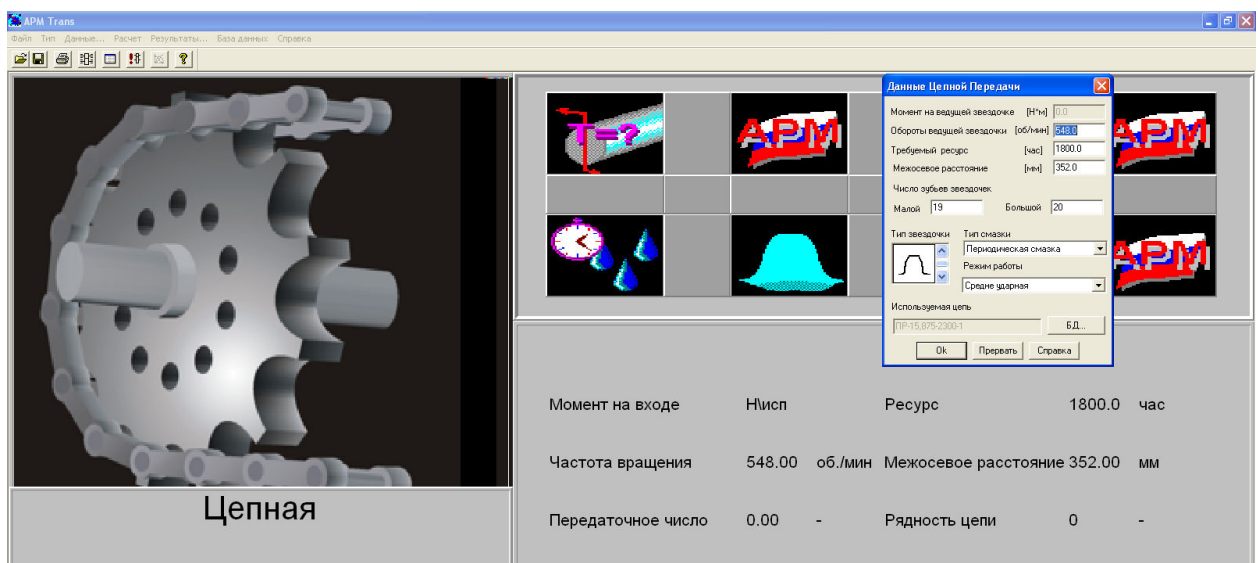 APM Trans
Файл Тип Данные... Расчет Результаты... База данных Справка
T=?
АРМ
АРМ
АРМ
Цепная
Данные Цепной Передачи
Момент на ведущей звездочке [Н*м] 0.0
Обороты ведущей звездочки [об/мин] 548.0
Требуемый ресурс [час] 1800.0
Межосевое расстояние [мм] 352.0
Число зубьев звездочек
Малой 19 Большой 20
Тип звездочки Тип смазки
Периодическая смазка
Режим работы
Средне ударная
Используемая цепь
ПР-15,875-2300-1 БД...
Ok Прервать Справка
Момент на входе Н\исп Ресурс 1800.0 час
Частота вращения 548.00 об./мин Межосевое расстояние 352.00 мм
Передаточное число 0.00 - Рядность цепи 0 -